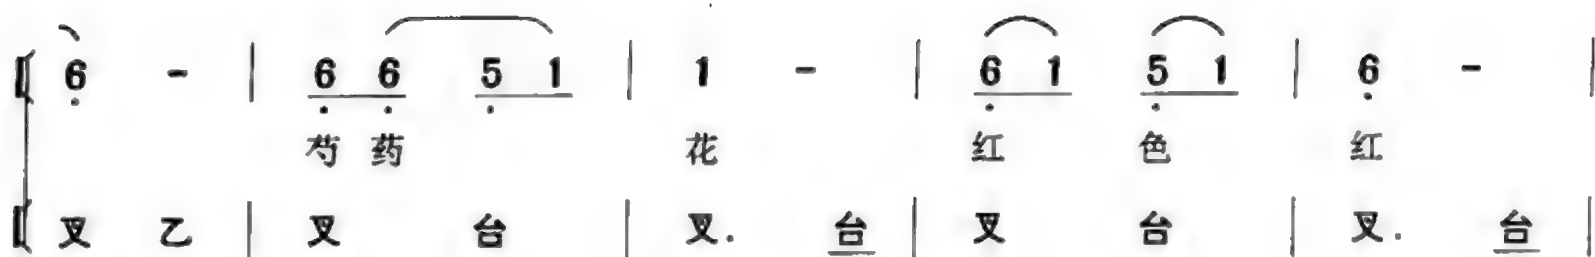 6 - | 6 6 5 1 | 1 - | 6 1 5 1 | 6 - |
芍 药 花 红 色 红
叉 乙 | 叉 台 | 叉. 台 | 叉 台 | 叉. 台 |